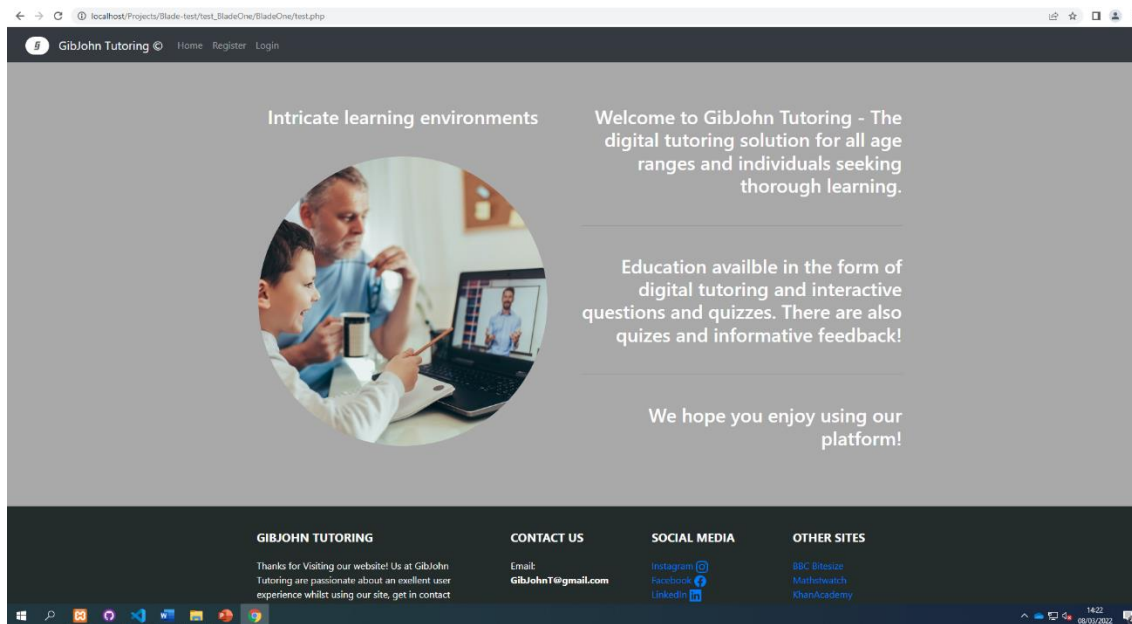 localhost/Projects/Blade-test/test_BladeOne/BladeOne/test.php
GibJohn Tutoring © Home Register Login
Intricate learning environments
Welcome to GibJohn Tutoring - The
digital tutoring solution for all age
ranges and individuals seeking
thorough learning.
Education availble in the form of
digital tutoring and interactive
questions and quizzes. There are also
quizes and informative feedback!
We hope you enjoy using our
platform!
GIBJOHN TUTORING
Thanks for Visiting our website! Us at GibJohn
Tutoring are passionate about an exellent user
experience whilst using our site, get in contact
CONTACT US
Email:
GibJohnT@gmail.com
SOCIAL MEDIA
Instagram
Facebook
LinkedIn
OTHER SITES
BBC Bitesize
Mathstwatch
KhanAcademy
14:22
08/03/2022